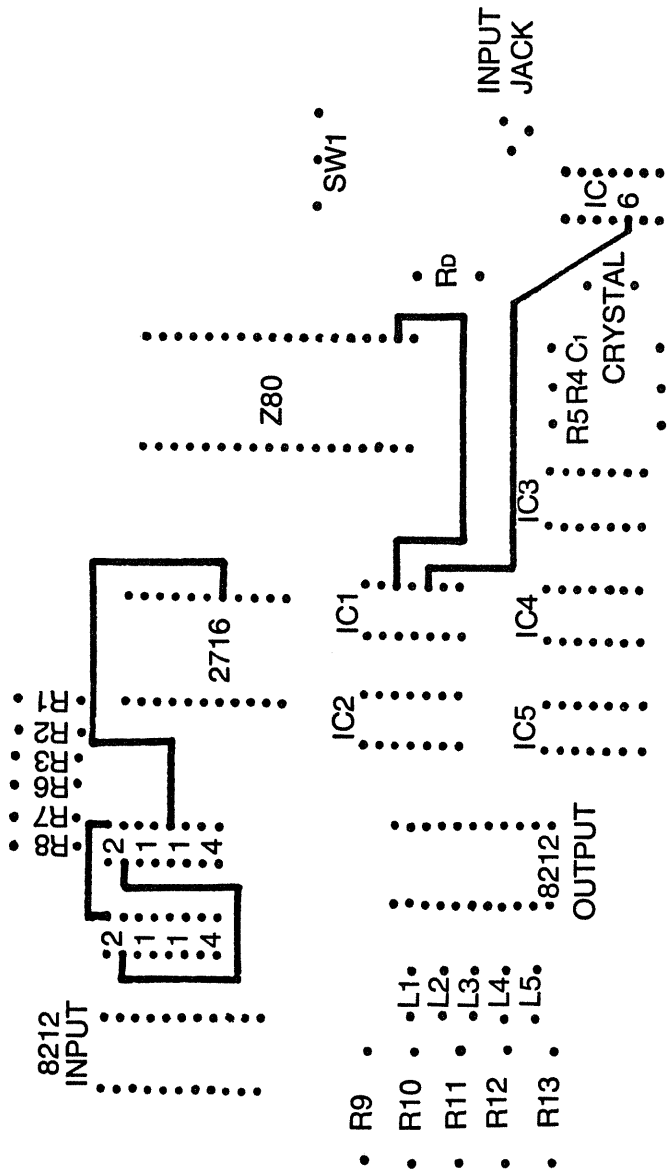 8212
INPUT
2
1
1
4
2
1
1
4
R8
R7
R6
R3
R2
R1
2716
Z80
SW1
INPUT
JACK
RD
IC
6
CRYSTAL
C1
R4
R5
IC1
IC2
IC3
IC4
IC5
8212
OUTPUT
L1
L2
L3
L4
L5
R9
R10
R11
R12
R13